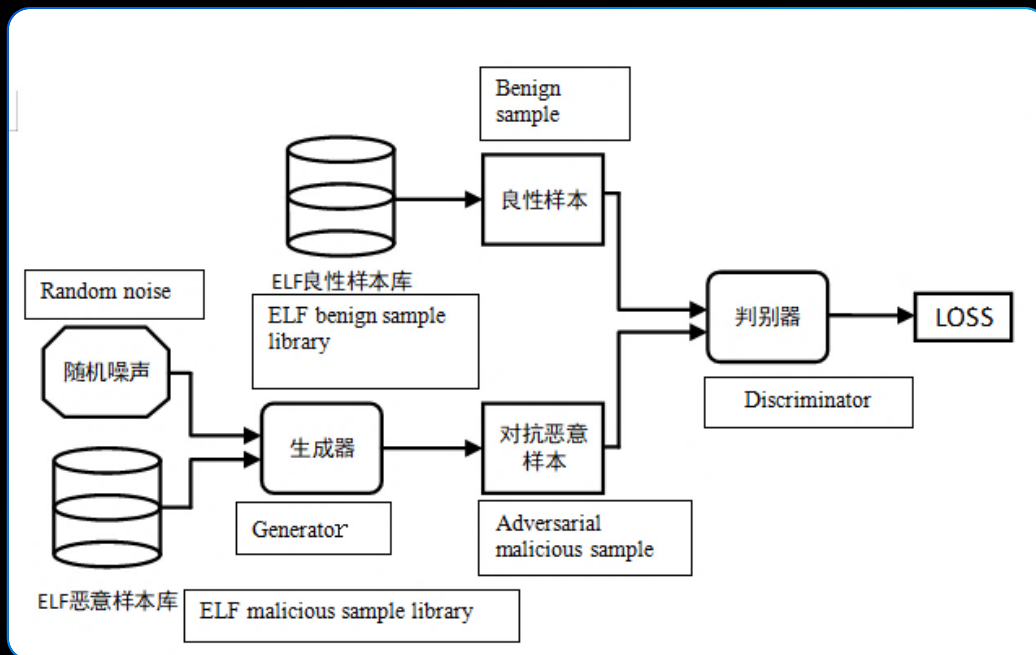 Benign
sample
良性样本
ELF良性样本库
Random noise
ELF benign sample
library
随机噪声
判别器
LOSS
Discriminator
生成器
对抗恶意
样本
Generator
Adversarial
malicious sample
ELF恶意样本库
ELF malicious sample library